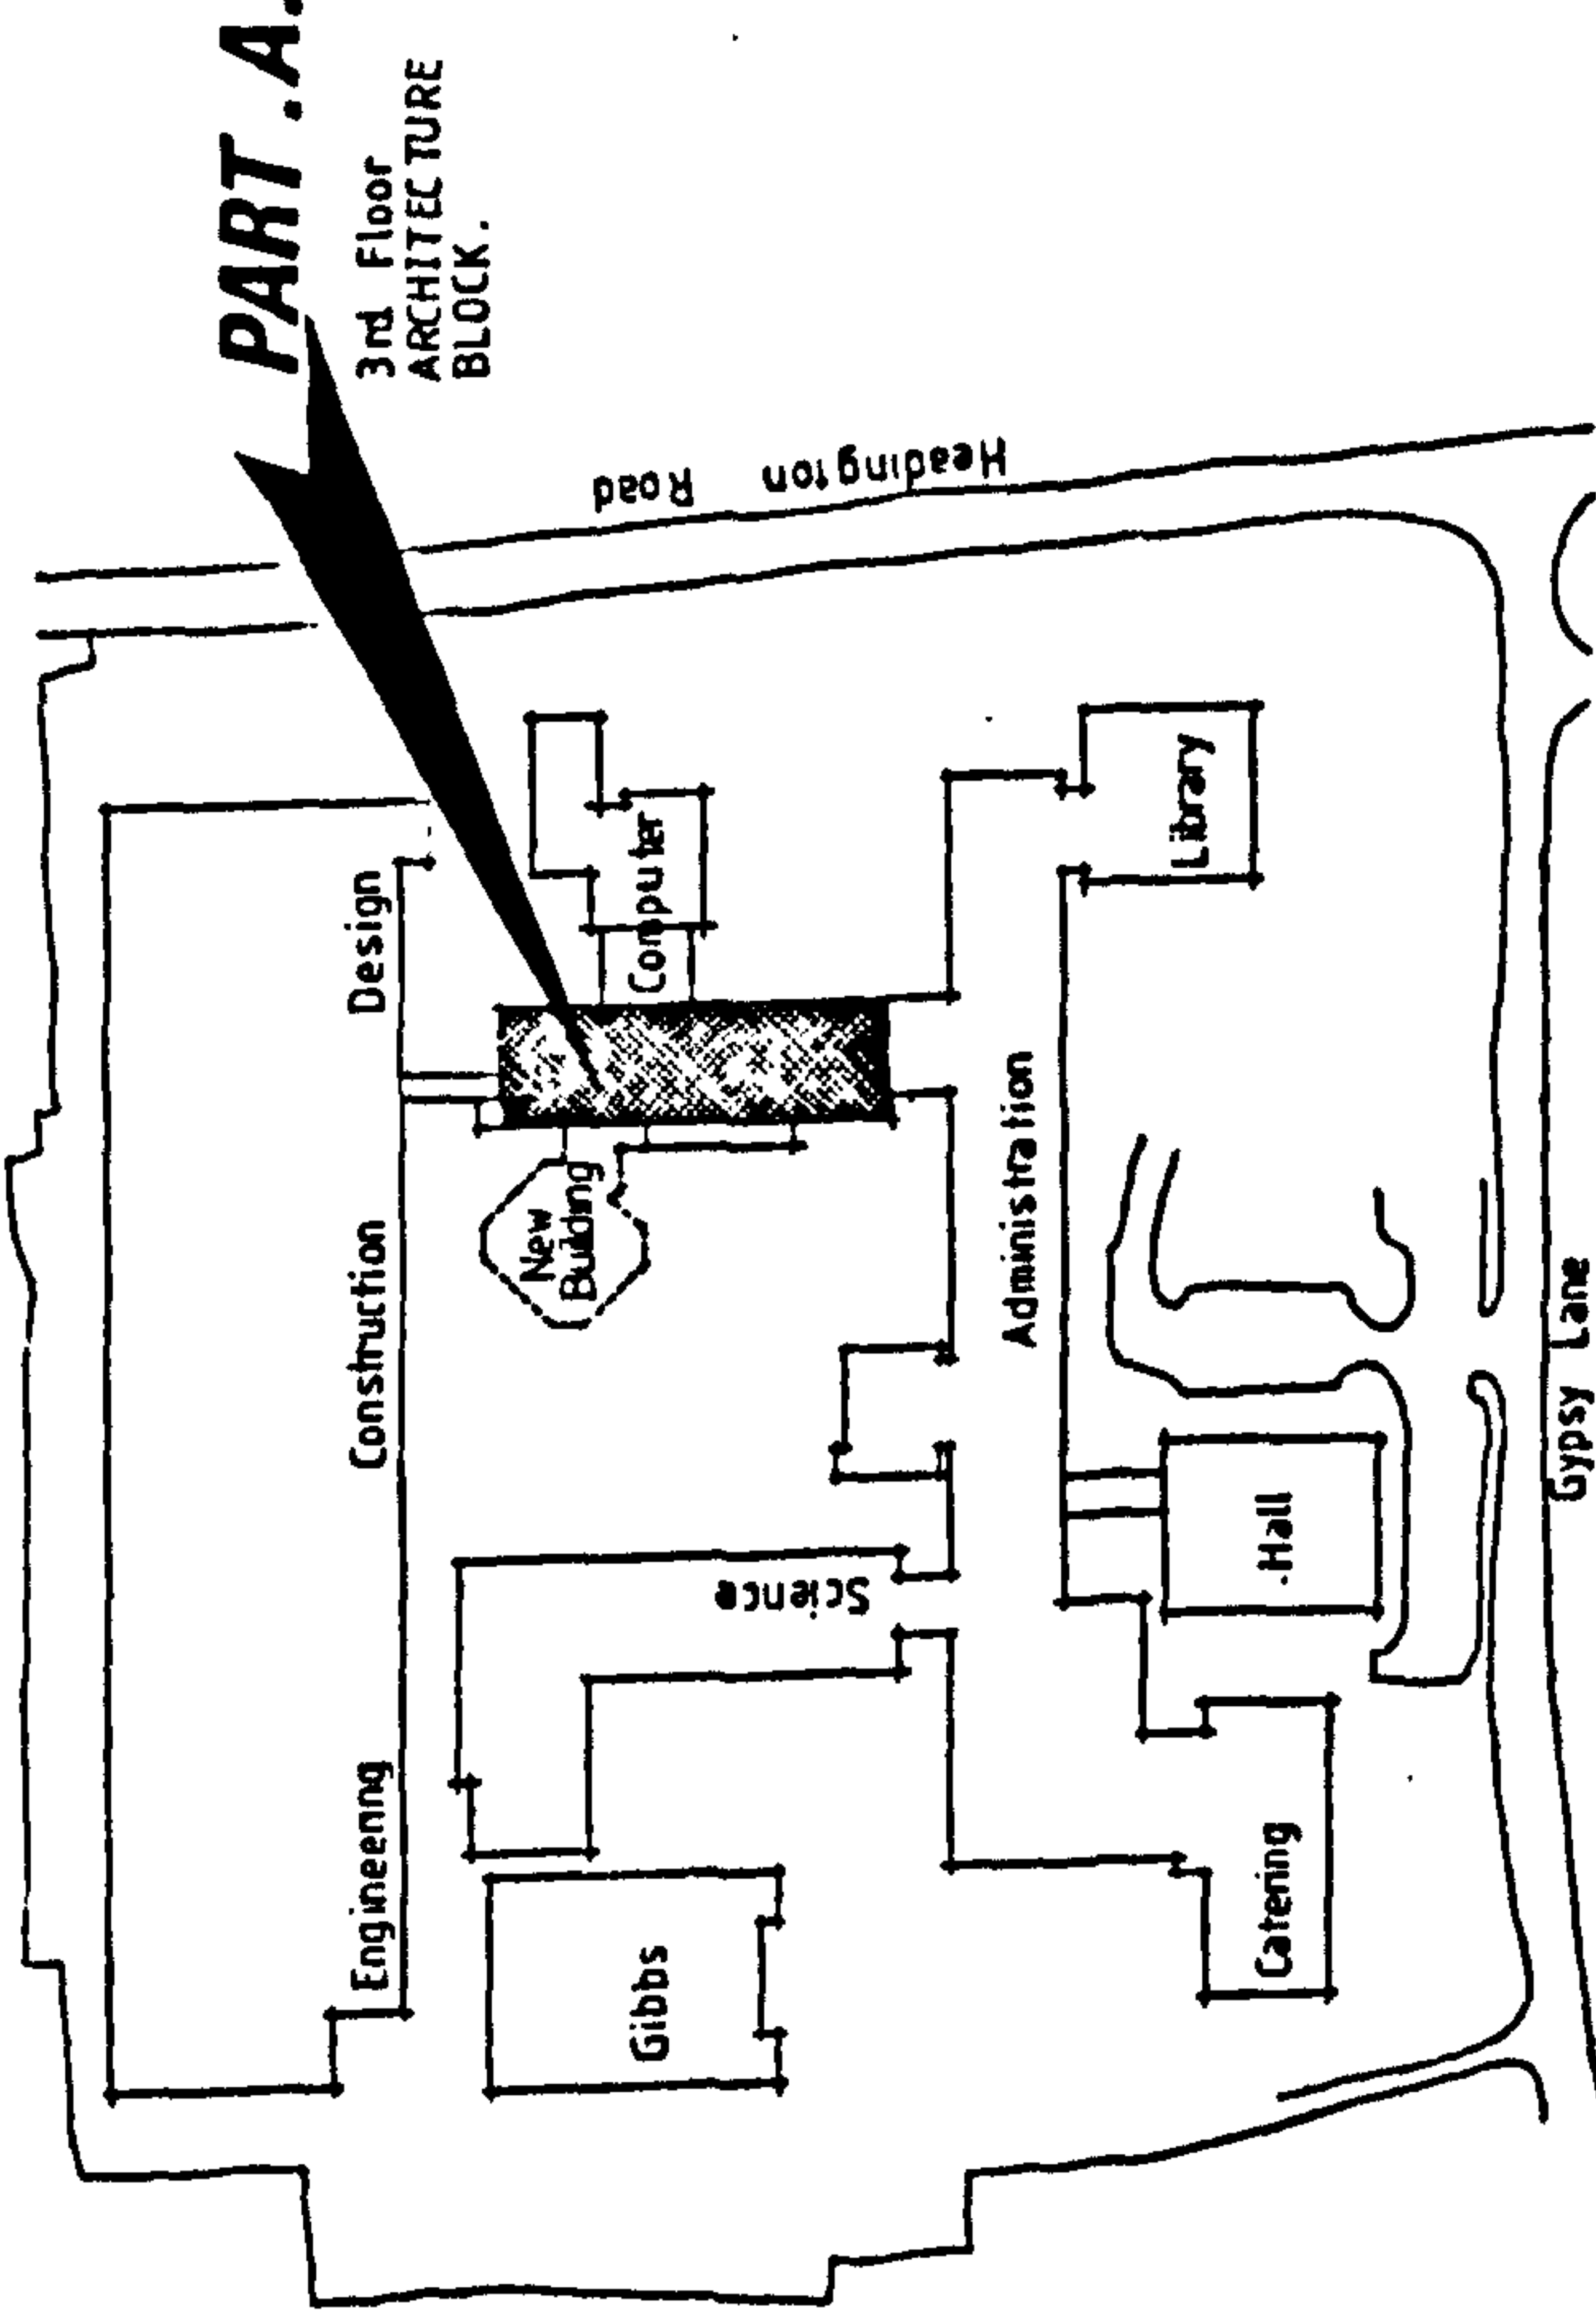 PART.A.
3rd Floor
ARCHITECTURE
BLOCK.
Headington Road
Design
Construction
Engineering
Computer
New
Building
Science
Gibbs
Administration
Library
.Hall
Catering
Gypsy Lane